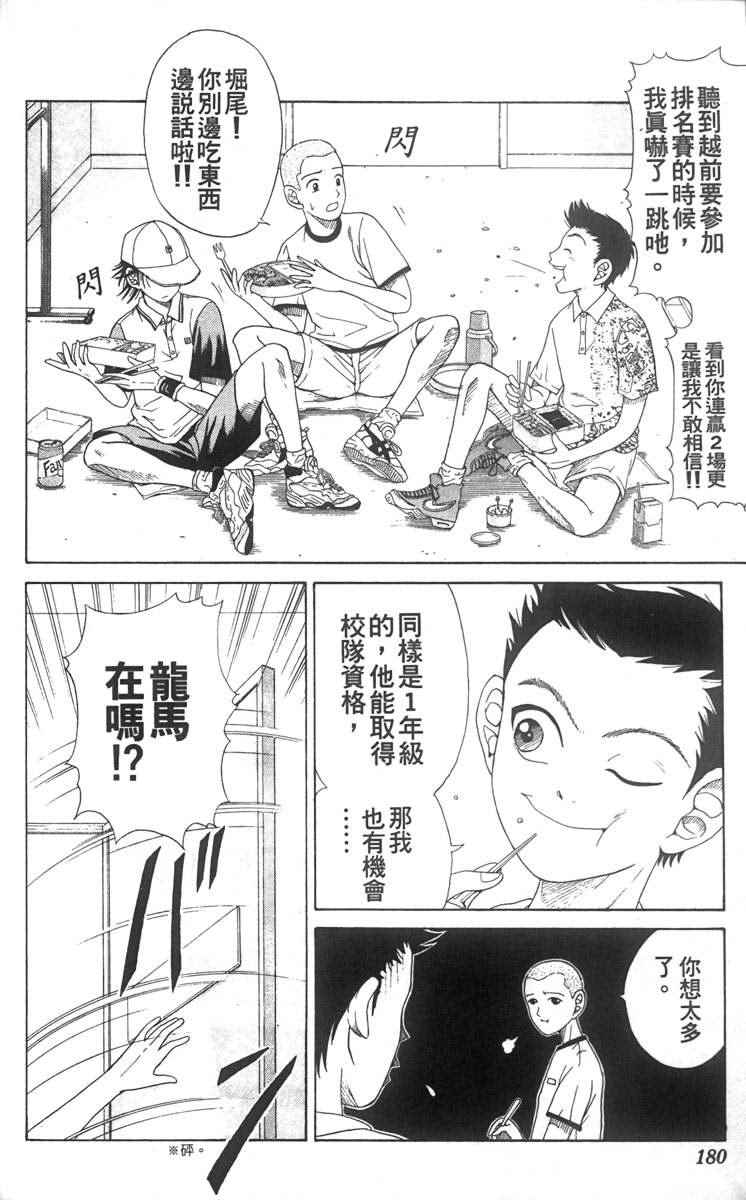 聽到越前要參加
排名賽的時候，
我真嚇了一跳吔。
看到你連贏2場更
是讓我不敢相信!!
堀尾！
你別邊吃東西
邊説話啦!!
閃
閃
Fan
同樣是1年級
的，他能取得
校隊資格，
那我
也有機會
……
龍馬
在嗎!?
※砰。
你想太多
了。
180